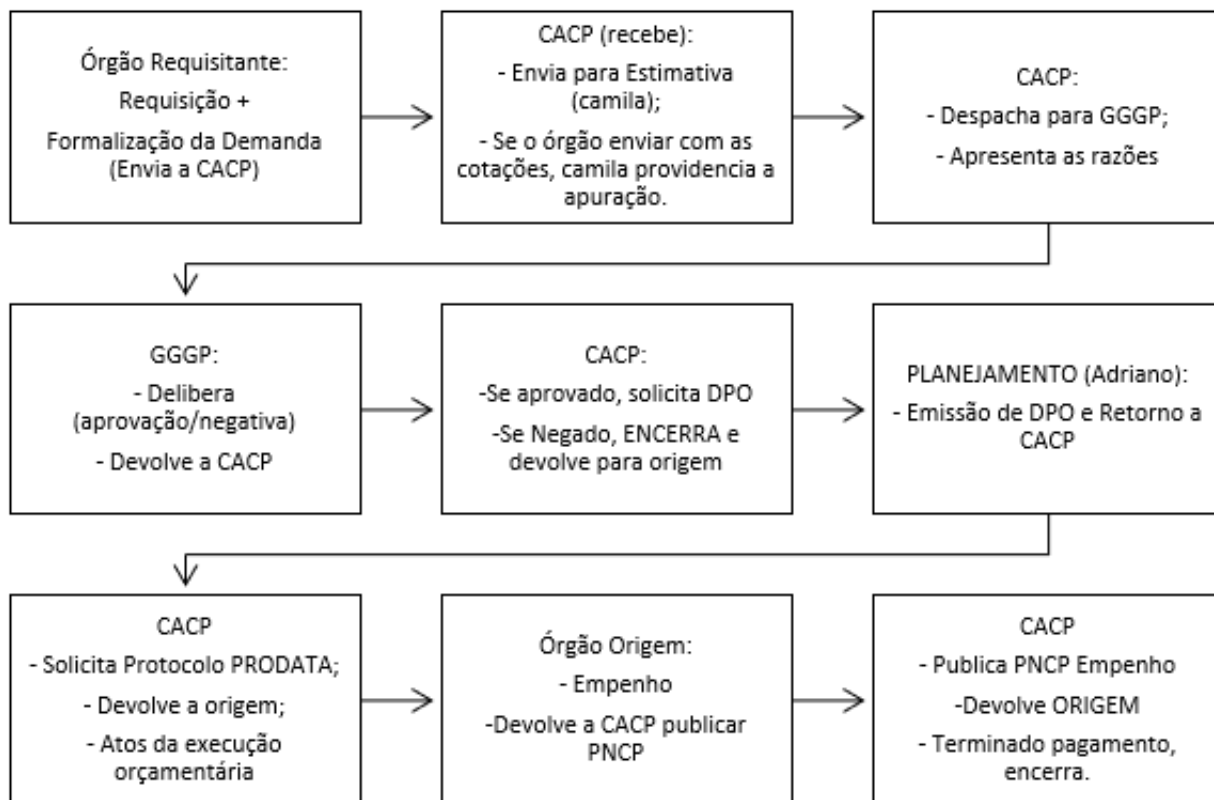 Órgão Requisitante:
Requisição +
Formalização da Demanda
(Envia a CACP)
CACP (recebe):
- Envia para Estimativa
(camila);
- Se o órgão enviar com as
cotações, camila providencia a
apuração.
CACP:
- Despacha para GGGP;
- Apresenta as razões
GGGP:
- Delibera
(aprovação/negativa)
- Devolve a CACP
CACP:
-Se aprovado, solicita DPO
-Se Negado, ENCERRA e
devolve para origem
PLANEJAMENTO (Adriano):
- Emissão de DPO e Retorno a
CACP
CACP
- Solicita Protocolo PRODATA;
- Devolve a origem;
- Atos da execução
orçamentária
Órgão Origem:
- Empenho
-Devolve a CACP publicar
PNCP
CACP
- Publica PNCP Empenho
-Devolve ORIGEM
- Terminado pagamento,
encerra.